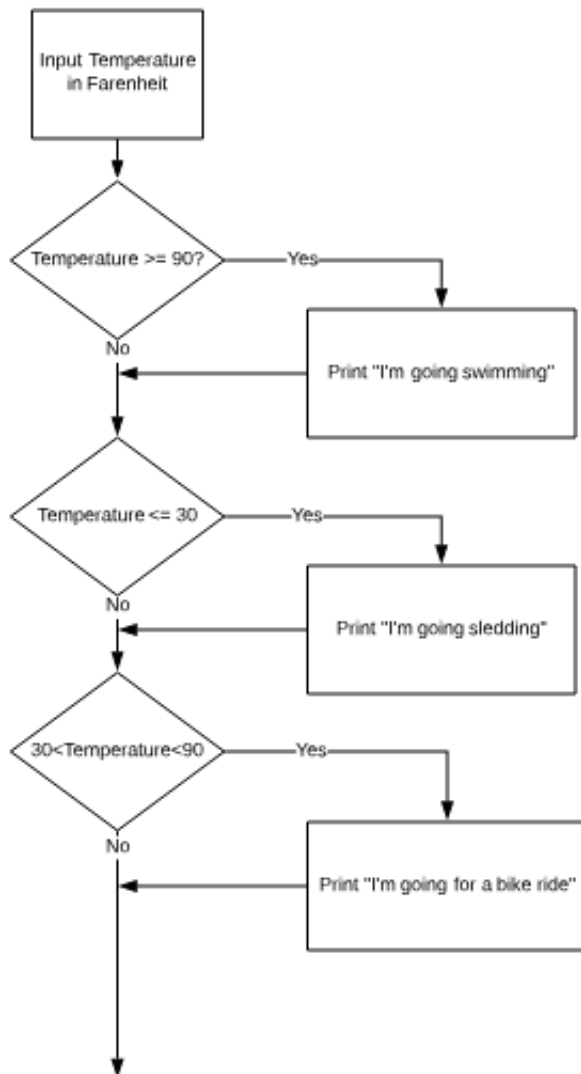 Input Temperature
in Farenheit
Temperature >= 90?
Yes
No
Print "I'm going swimming"
Temperature <= 30
Yes
No
Print "I'm going sledding"
30<Temperature<90
Yes
No
Print "I'm going for a bike ride"